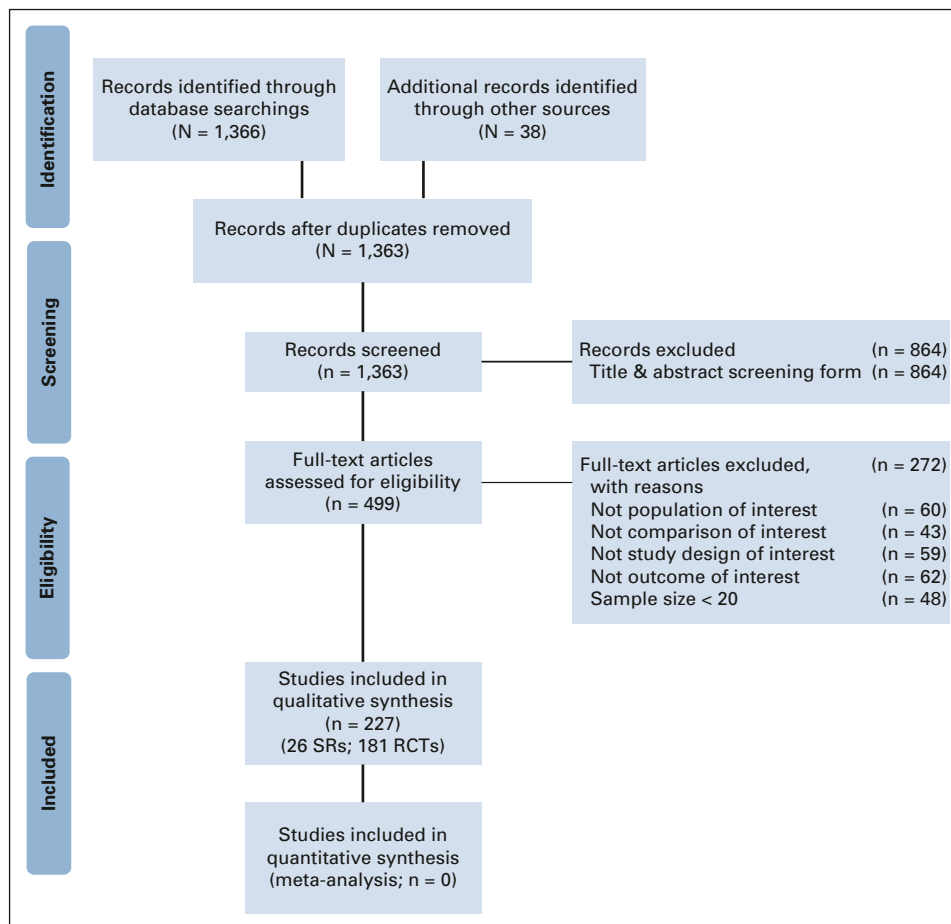 Identification
Records identified through
database searchings
(N = 1,366)
Additional records identified
through other sources
(N = 38)
Records after duplicates removed
(N = 1,363)
Screening
Records screened
(n = 1,363)
Records excluded (n = 864)
Title & abstract screening form (n = 864)
Eligibility
Full-text articles
assessed for eligibility
(n = 499)
Full-text articles excluded, (n = 272)
with reasons
Not population of interest (n = 60)
Not comparison of interest (n = 43)
Not study design of interest (n = 59)
Not outcome of interest (n = 62)
Sample size < 20 (n = 48)
Included
Studies included in
qualitative synthesis
(n = 227)
(26 SRs; 181 RCTs)
Studies included in
quantitative synthesis
(meta-analysis; n = 0)